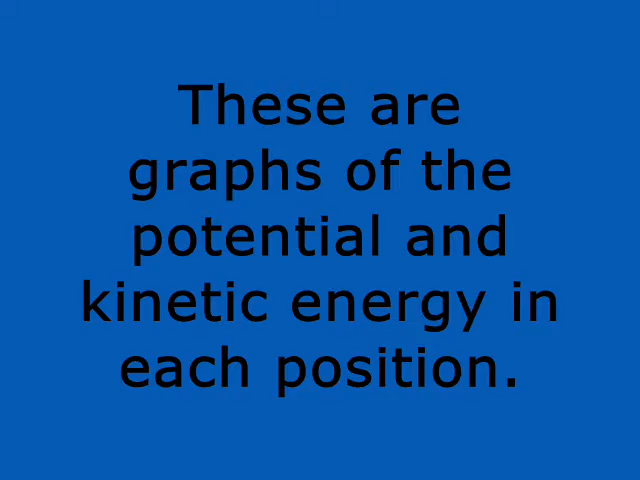 These are
graphs of the
potential and
kinetic energy in
each position.